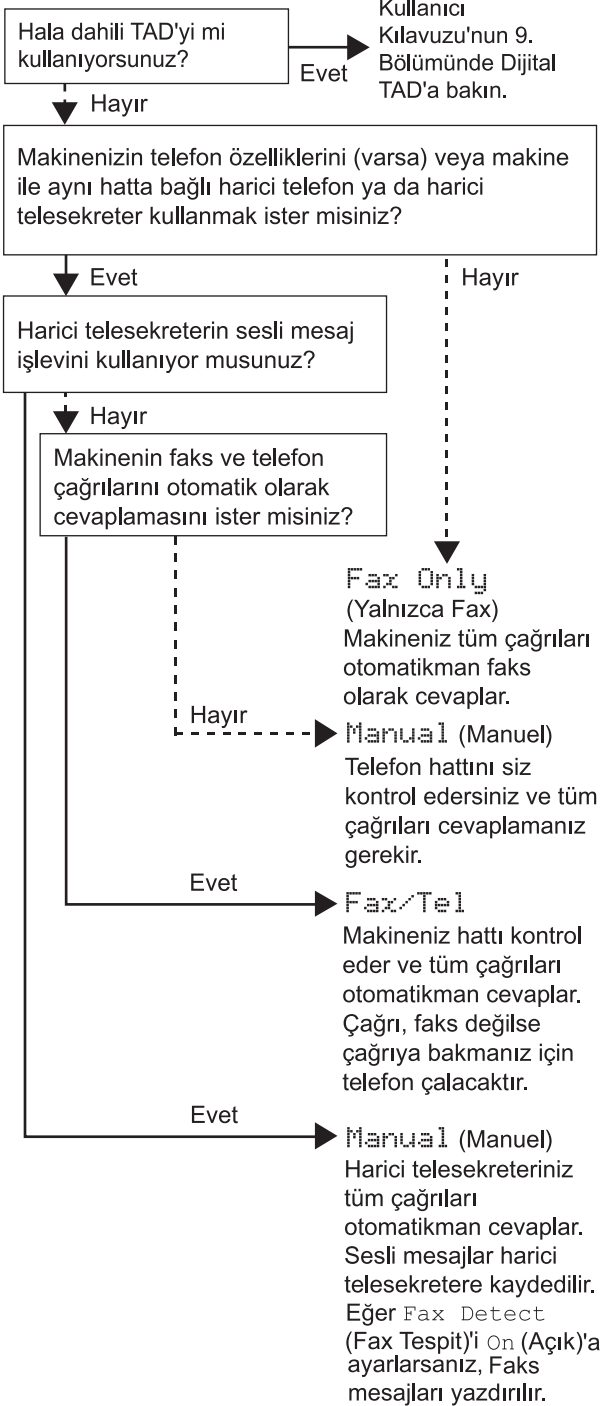 Hala dahili TAD'yi mi
kullanıyorsunuz?
Evet
Kullanıcı
Kılavuzu'nun 9.
Bölümünde Dijital
TAD'a bakın.
Hayır
Makinenizin telefon özelliklerini (varsa) veya makine
ile aynı hatta bağlı harici telefon ya da harici
telesekreter kullanmak ister misiniz?
Evet
Hayır
Harici telesekreterin sesli mesaj
işlevini kullanıyor musunuz?
Hayır
Makinenin faks ve telefon
çağrılarını otomatik olarak
cevaplamasını ister misiniz?
Fax Only
(Yalnızca Fax)
Makineniz tüm çağrıları
otomatikman faks
olarak cevaplar.
Hayır
Manual (Manuel)
Telefon hattını siz
kontrol edersiniz ve tüm
çağrıları cevaplamanız
gerekir.
Evet
Fax/Tel
Makineniz hattı kontrol
eder ve tüm çağrıları
otomatikman cevaplar.
Çağrı, faks değilse
çağrıya bakmanız için
telefon çalacaktır.
Evet
Manual (Manuel)
Harici telesekreteriniz
tüm çağrıları
otomatikman cevaplar.
Sesli mesajlar harici
telesekretere kaydedilir.
Eğer Fax Detect
(Fax Tespit)'i On (Açık)'a
ayarlarsanız, Faks
mesajları yazdırılır.